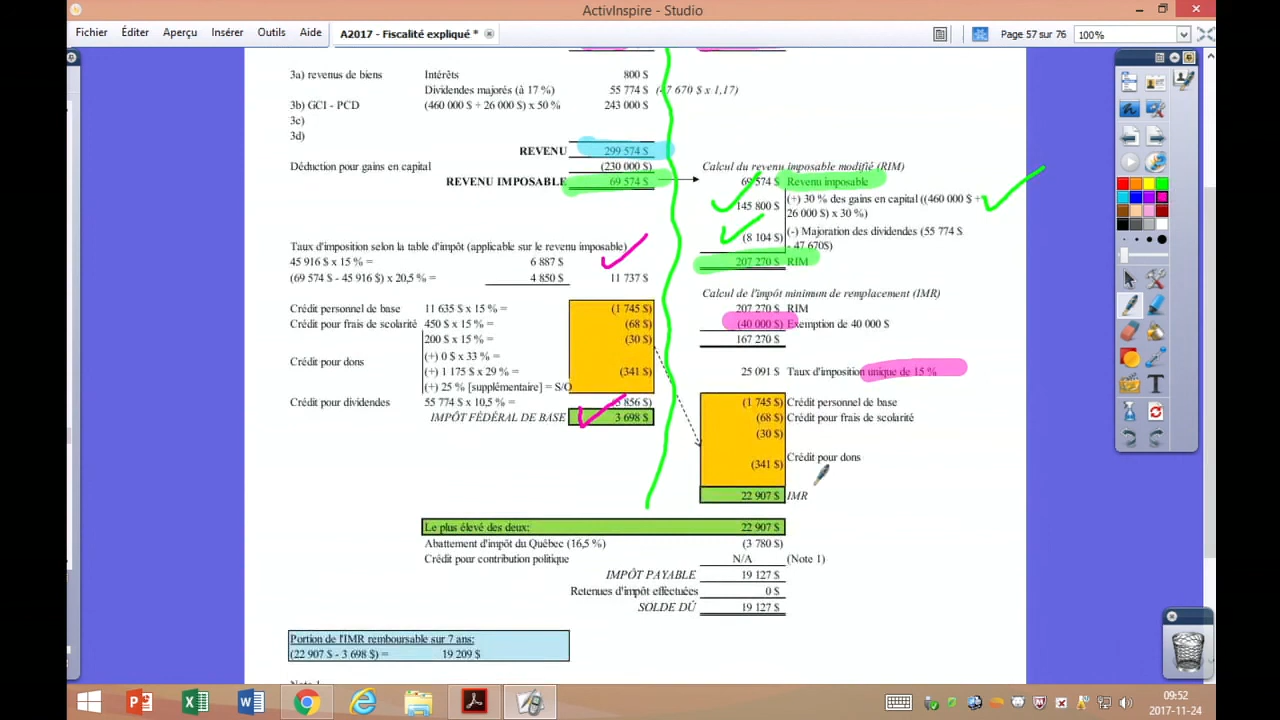 ActivInspire - Studio
Fichier Éditer Aperçu Insérer Outils Aide A2017 - Fiscalité expliqué * Page 57 sur 76 100%
3a) revenus de biens Intérêts 800 $
Dividendes majorés (à 17 %) 55 774 $ (47 670 $ x 1,17)
3b) GCI - PCD (460 000 $ + 26 000 $) x 50 % 243 000 $
3c)
3d)
REVENU 299 574 $
Déduction pour gains en capital (230 000 $) Calcul du revenu imposable modifié (RIM)
REVENU IMPOSABLE 69 574 $ 69 574 $ Revenu imposable
145 800 $ (+) 30 % des gains en capital ((460 000 $ +
26 000 $) x 30 %)
(8 104 $) (-) Majoration des dividendes (55 774 $
- 47 670$)
Taux d'imposition selon la table d'impôt (applicable sur le revenu imposable)
45 916 $ x 15 % = 6 887 $ 207 270 $ RIM
(69 574 $ - 45 916 $) x 20,5 % = 4 850 $ 11 737 $
Calcul de l'impôt minimum de remplacement (IMR)
Crédit personnel de base 11 635 $ x 15 % = (1 745 $) 207 270 $ RIM
Crédit pour frais de scolarité 450 $ x 15 % = (68 $) (40 000 $) Exemption de 40 000 $
200 $ x 15 % = (30 $) 167 270 $
Crédit pour dons (+) 0 $ x 33 % =
(+) 1 175 $ x 29 % = (341 $) 25 091 $ Taux d'imposition unique de 15 %
(+) 25 % [supplémentaire] = S/O
Crédit pour dividendes 55 774 $ x 10,5 % = 856 $) (1 745 $) Crédit personnel de base
IMPÔT FÉDÉRAL DE BASE 3 698 $ (68 $) Crédit pour frais de scolarité
(30 $)
Crédit pour dons
(341 $)
22 907 $ IMR
Le plus élevé des deux: 22 907 $
Abattement d'impôt du Québec (16,5 %) (3 780 $)
Crédit pour contribution politique N/A (Note 1)
IMPÔT PAYABLE 19 127 $
Retenues d'impôt effectuées 0 $
SOLDE DÛ 19 127 $
Portion de l'IMR remboursable sur 7 ans:
(22 907 $ - 3 698 $) = 19 209 $
09:52
2017-11-24